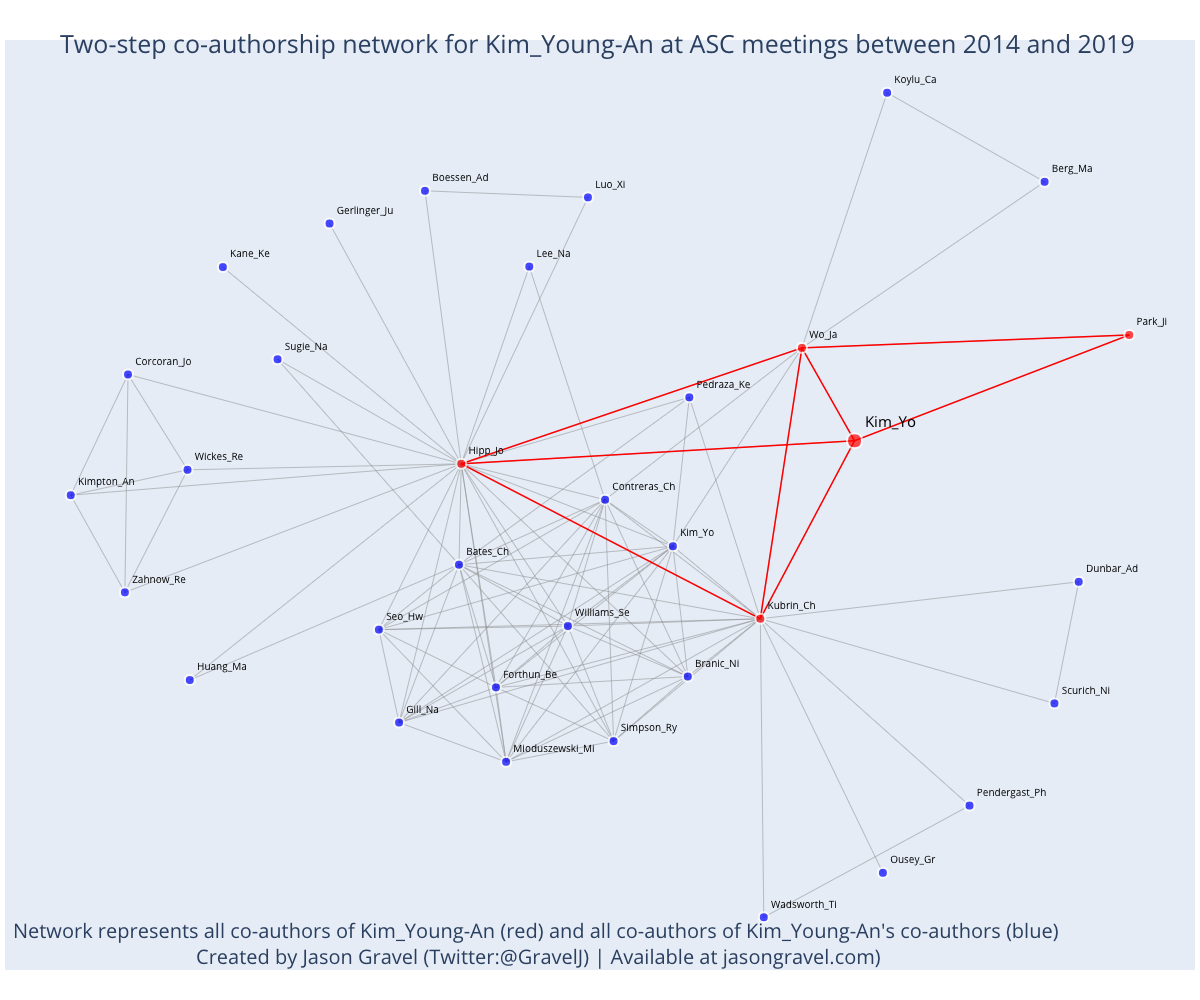 Two-step co-authorship network for Kim_Young-An at ASC meetings between 2014 and 2019
Koylu_Ca
Berg_Ma
Boessen_Ad
Luo_Xi
Gerlinger_Ju
Kane_Ke
Lee_Na
Park_Ji
Wo_Ja
Sugie_Na
Corcoran_Jo
Pedraza_Ke
Kim_Yo
Hipp_Jo
Wickes_Re
Kimpton_An
Contreras_Ch
Kim_Yo
Bates_Ch
Zahnow_Re
Dunbar_Ad
Kubrin_Ch
Williams_Se
Seo_Hw
Huang_Ma
Branic_Ni
Forthun_Be
Scurich_Ni
Gill_Na
Simpson_Ry
Mioduszewski_Mi
Pendergast_Ph
Ousey_Gr
Wadsworth_Ti
Network represents all co-authors of Kim_Young-An (red) and all co-authors of Kim_Young-An's co-authors (blue)
Created by Jason Gravel (Twitter:@GravelJ) | Available at jasongravel.com)